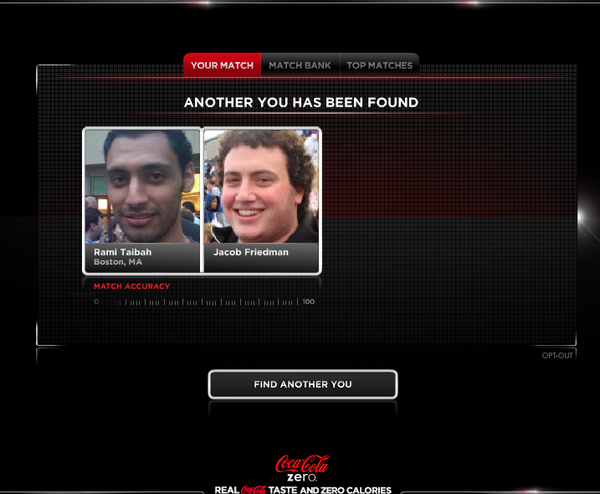 YOUR MATCH MATCH BANK TOP MATCHES
ANOTHER YOU HAS BEEN FOUND
Rami Taibah
Boston, MA
Jacob Friedman
MATCH ACCURACY
0 100
OPT-OUT
FIND ANOTHER YOU
Coca-Cola
zero.
REAL Coca-Cola TASTE AND ZERO CALORIES